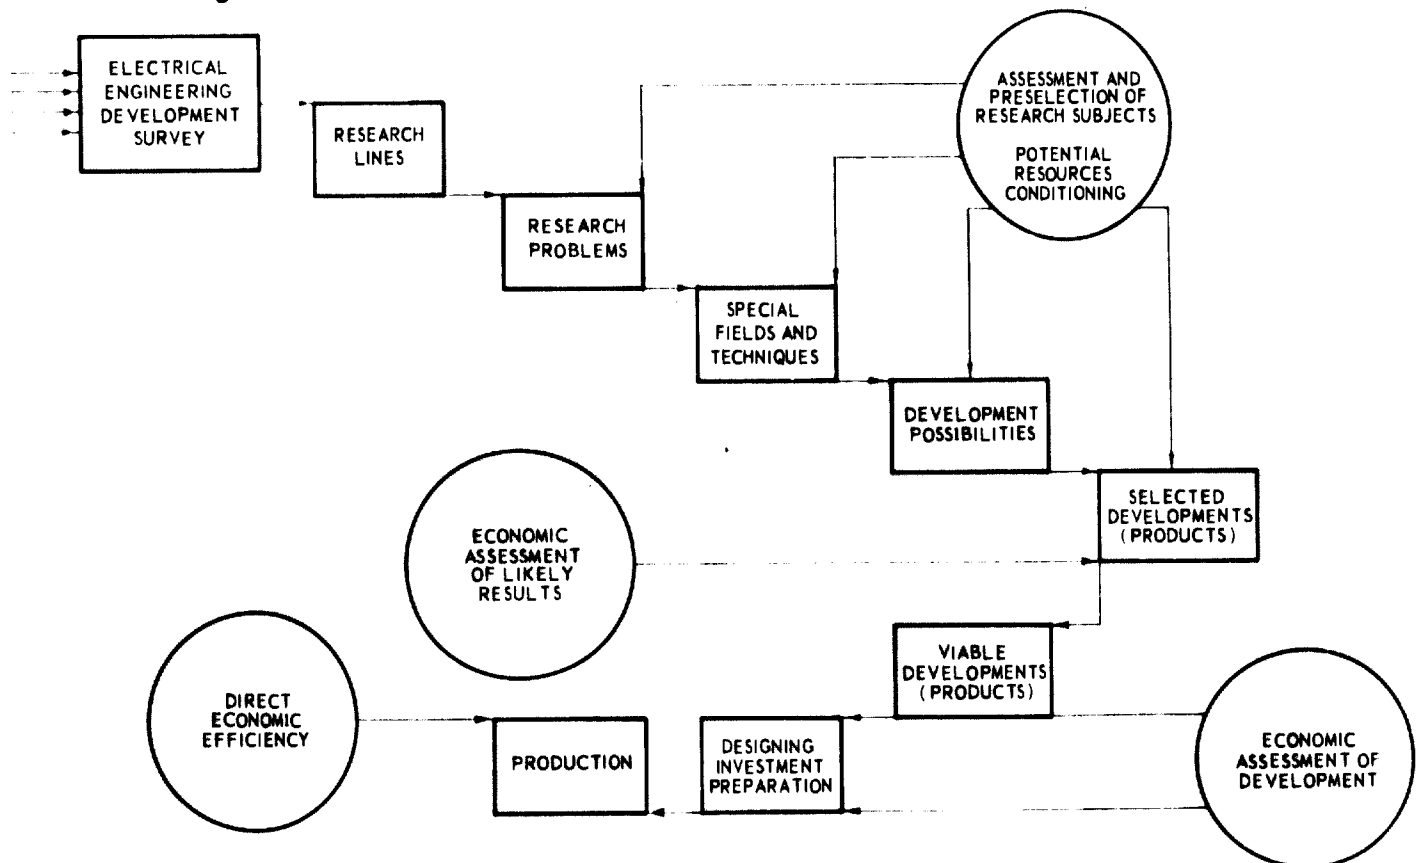 ELECTRICAL
ENGINEERING
DEVELOPMENT
SURVEY
RESEARCH
LINES
RESEARCH
PROBLEMS
SPECIAL
FIELDS AND
TECHNIQUES
DEVELOPMENT
POSSIBILITIES
SELECTED
DEVELOPMENTS
(PRODUCTS)
ASSESSMENT AND
PRESELECTION OF
RESEARCH SUBJECTS
POTENTIAL
RESOURCES
CONDITIONING
ECONOMIC
ASSESSMENT
OF LIKELY
RESULTS
VIABLE
DEVELOPMENTS
(PRODUCTS)
DIRECT
ECONOMIC
EFFICIENCY
PRODUCTION
DESIGNING
INVESTMENT
PREPARATION
ECONOMIC
ASSESSMENT OF
DEVELOPMENT